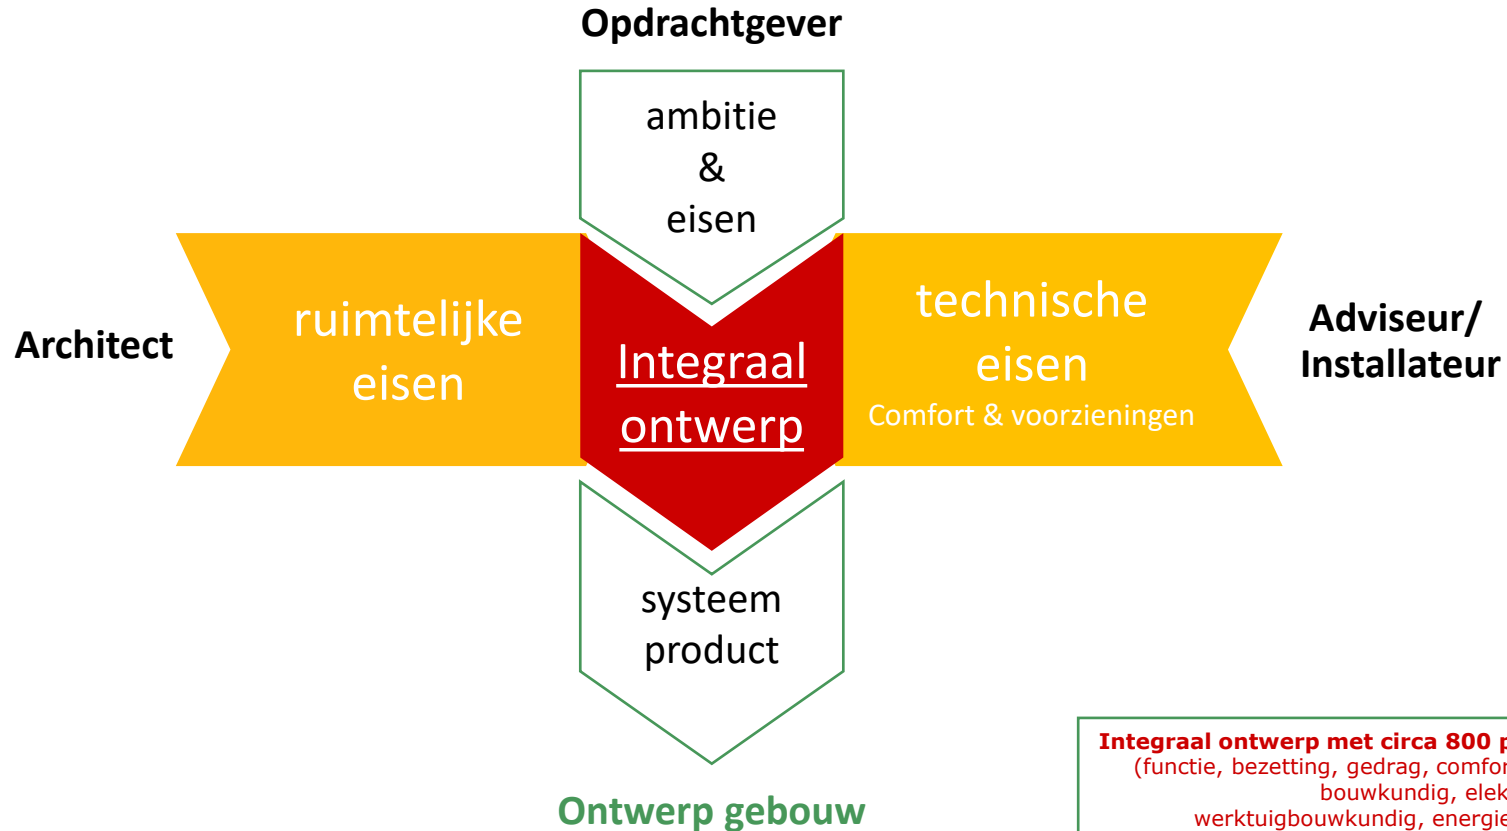 Opdrachtgever
ambitie
&
eisen
Architect
ruimtelijke
eisen
Integraal
ontwerp
technische
eisen
Comfort & voorzieningen
Adviseur/
Installateur
systeem
product
Ontwerp gebouw
Integraal ontwerp met circa 800
(functie, bezetting, gedrag,
bouwkundig,
werktuigbouwkundig,